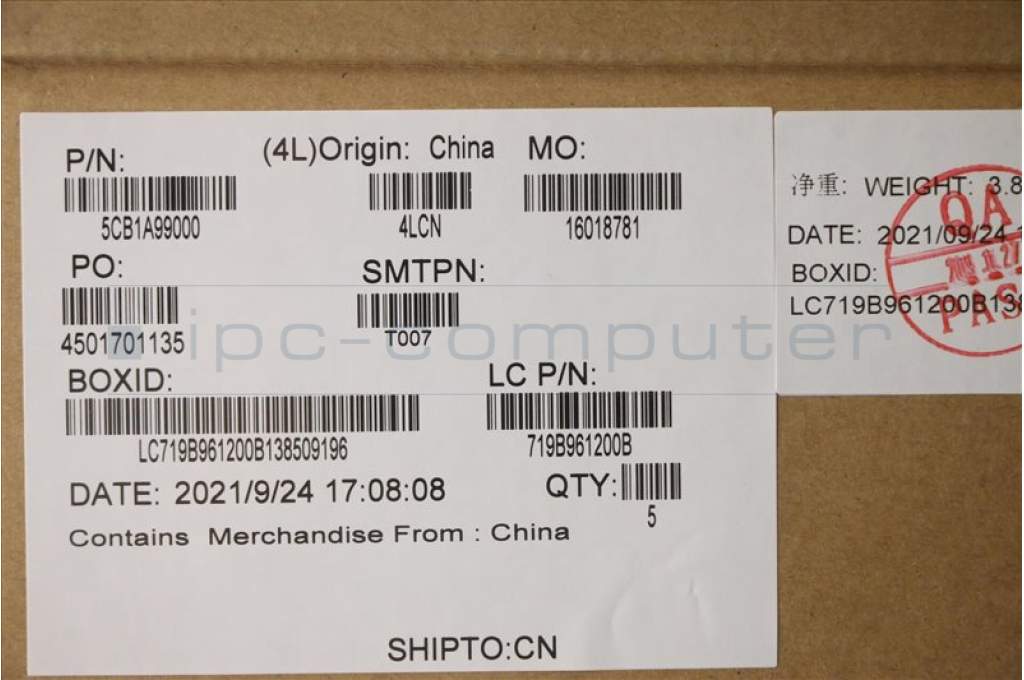 P/N: (4L)Origin: China MO:
5CB1A99000 4LCN 16018781
PO: SMTPN:
4501701135 T007
BOXID: LC P/N:
LC719B961200B138509196 719B961200B
DATE: 2021/9/24 17:08:08 QTY:
5
Contains Merchandise From : China
SHIPTO:CN
净重: WEIGHT: 3.8
DATE: 2021/09/24
BOXID:
LC719B961200B138
QA
PAS
ipc-computer